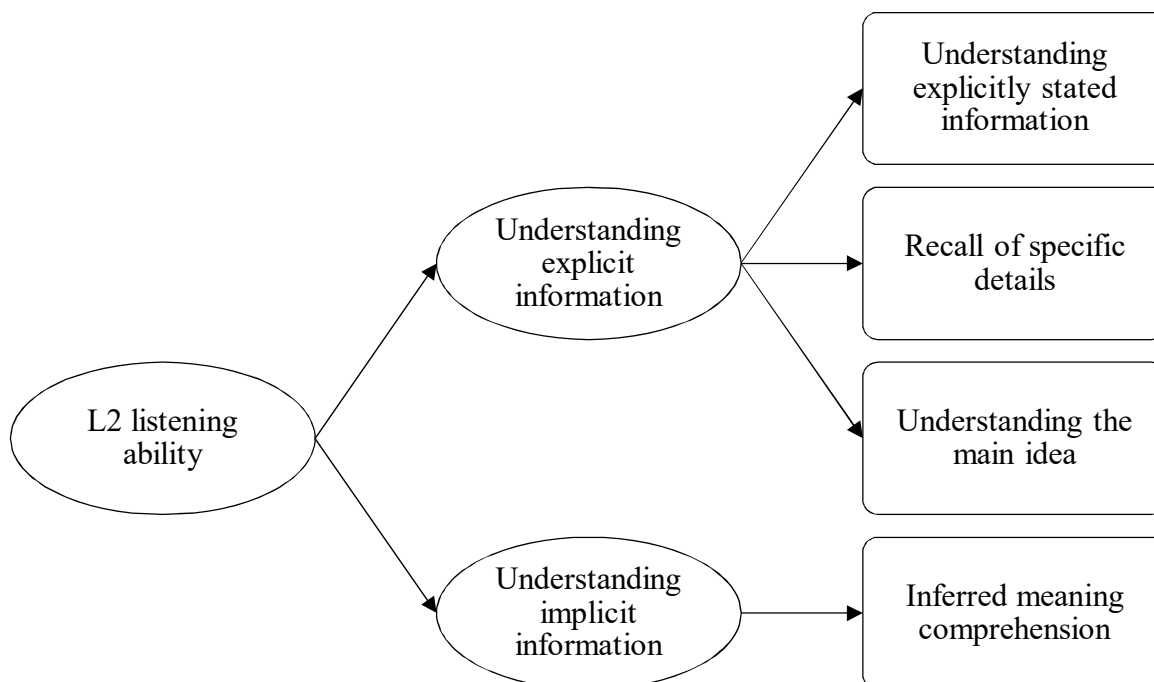 Understanding
explicitly stated
information
Understanding
explicit
information
Recall of specific
details
L2 listening
ability
Understanding the
main idea
Understanding
implicit
information
Inferred meaning
comprehension